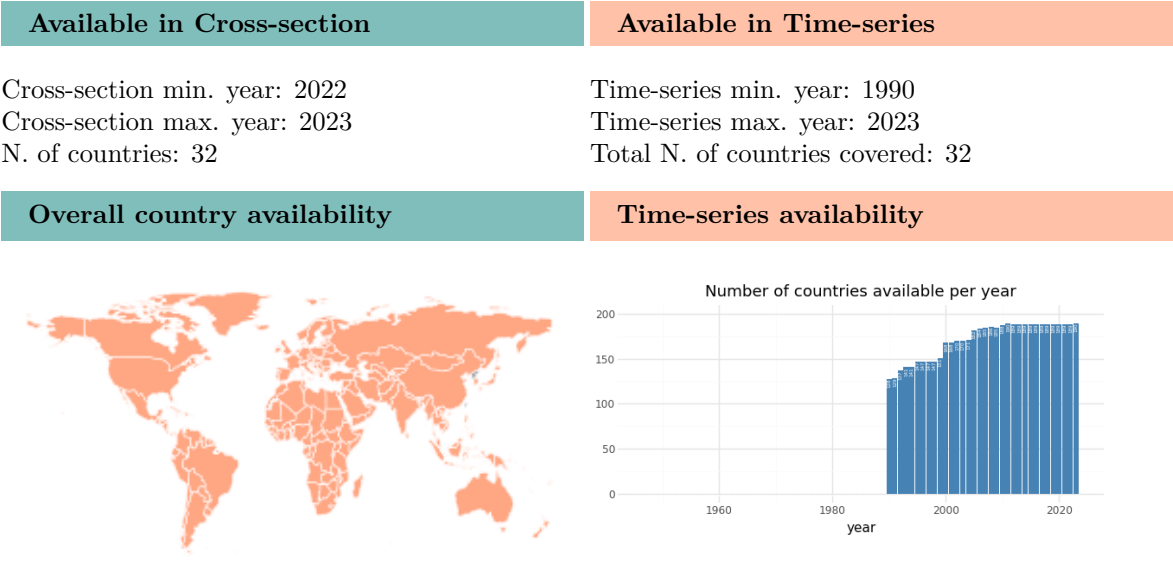 Available in Cross-section
Available in Time-series
Cross-section min. year: 2022
Cross-section max. year: 2023
N. of countries: 32
Time-series min. year: 1990
Time-series max. year: 2023
Total N. of countries covered: 32
Overall country availability
Time-series availability
Number of countries available per year
200
150
100
50
0
1960
1980
2000
2020
year